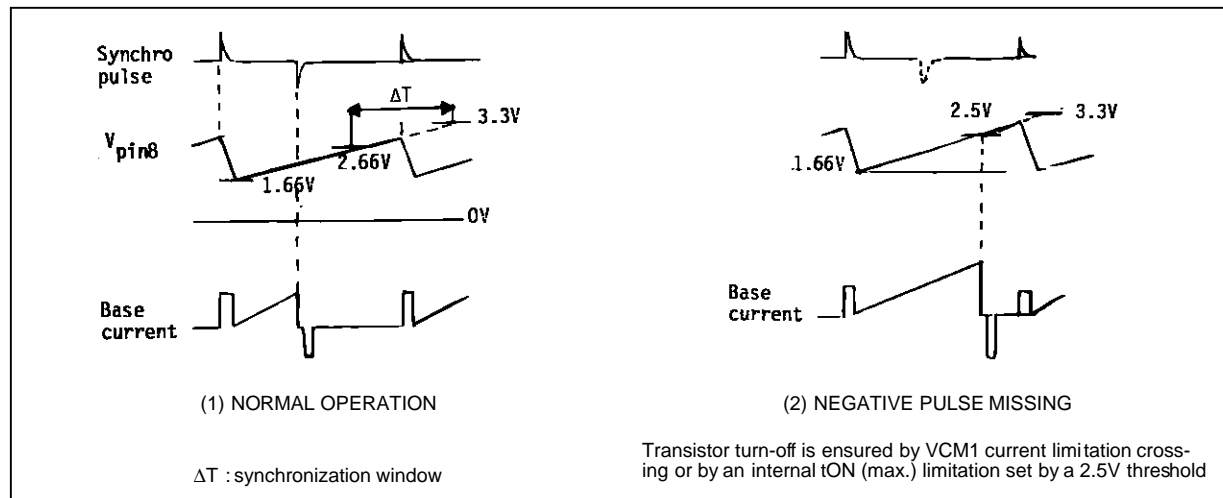 Synchro
pulse
ΔT
3.3V
V pin8
2.66V
1.66V
0V
Base
current
(1) NORMAL OPERATION
ΔT : synchronization window
2.5V
3.3V
1.66V
Base
current
(2) NEGATIVE PULSE MISSING
Transistor turn-off is ensured by VCM1 current limitation cross-
ing or by an internal tON (max.) limitation set by a 2.5V threshold